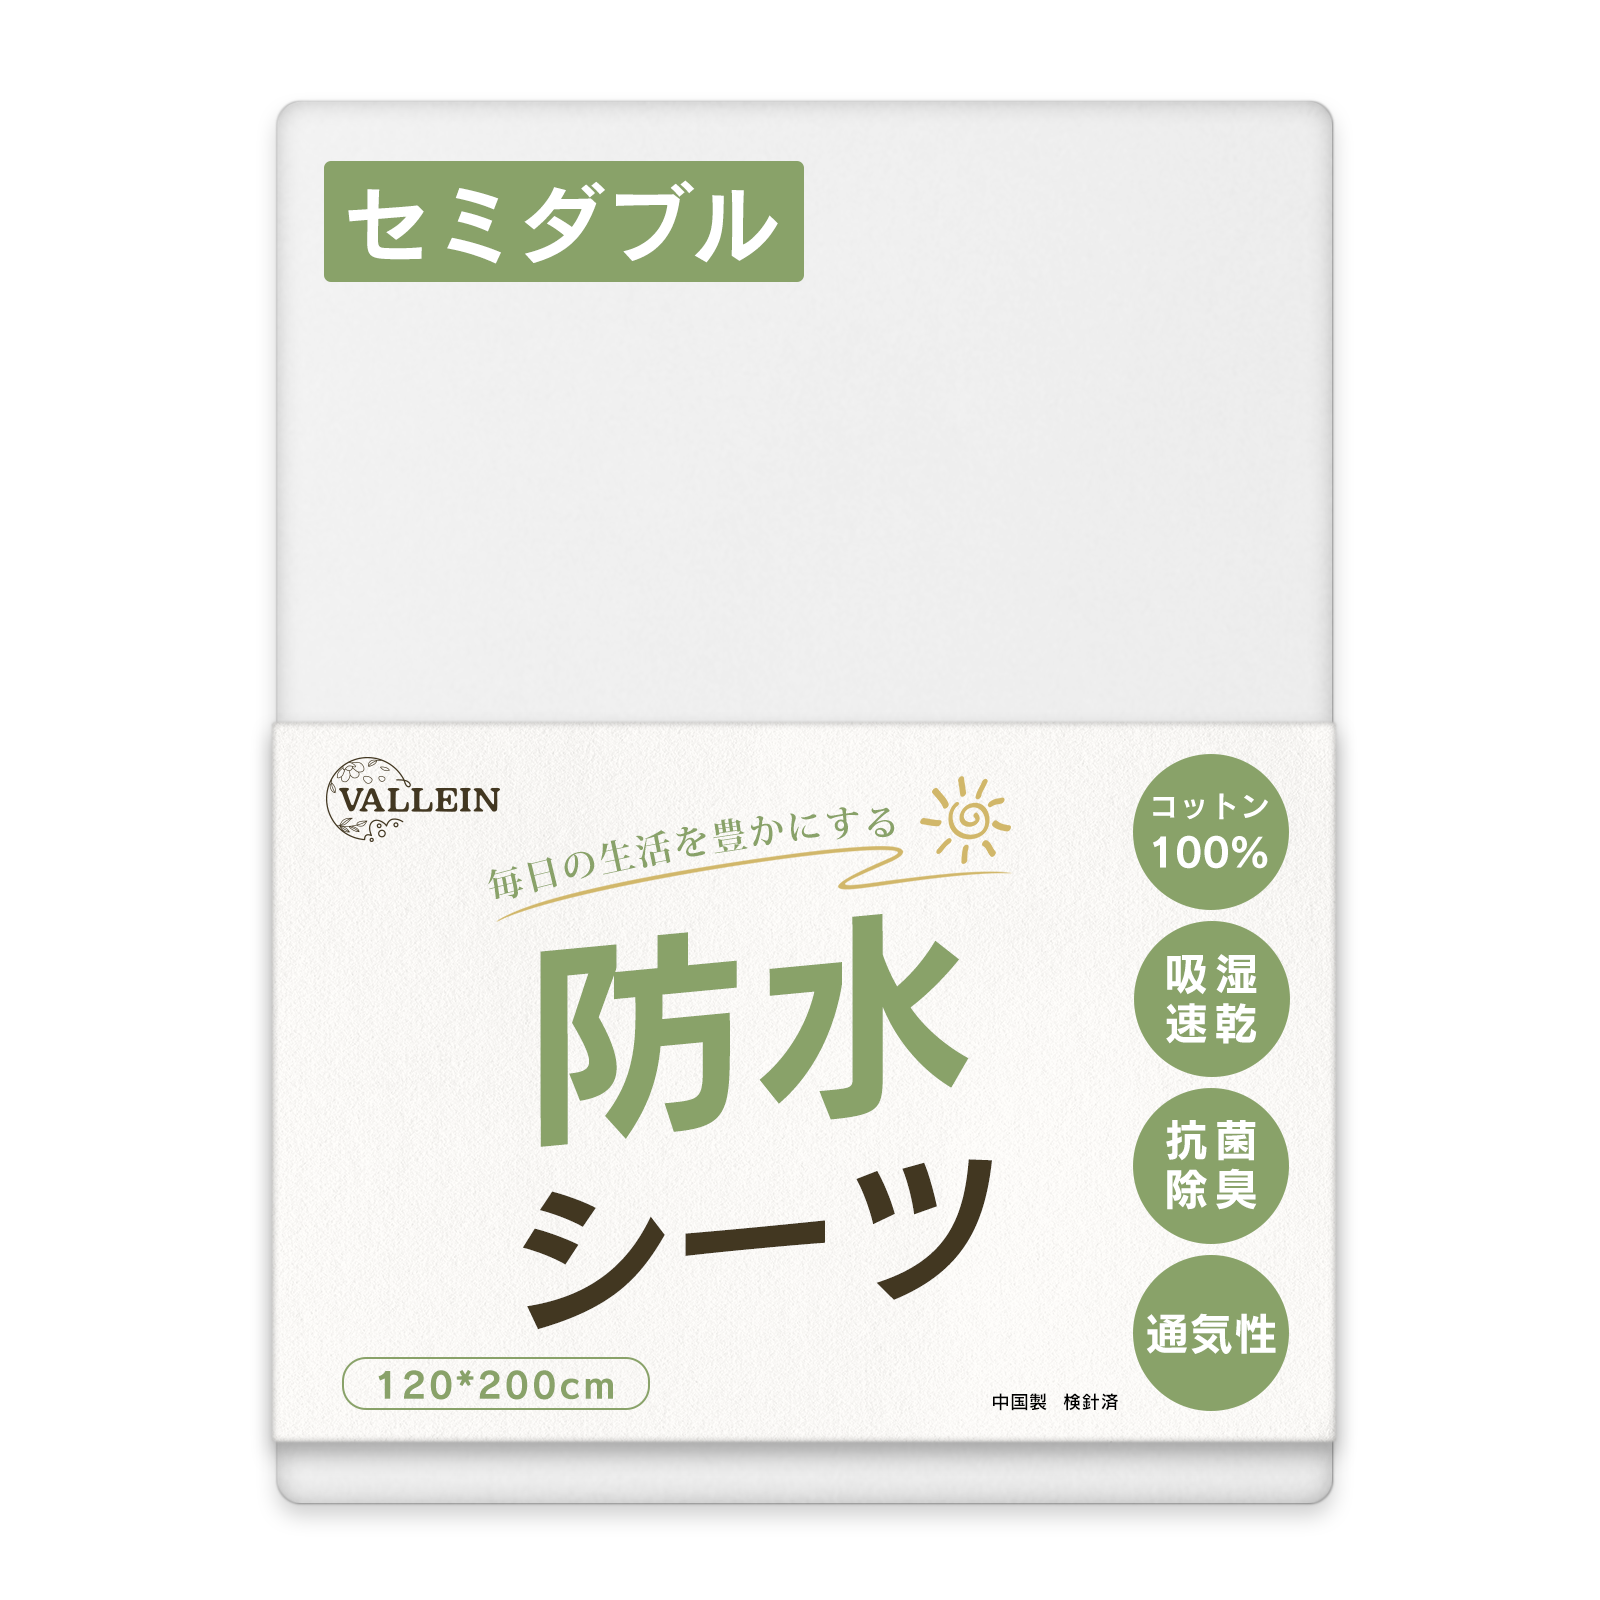 セミダブル
VALLEIN
毎日の生活を豊かにする
防水
シーツ
120*200cm
中国製 検針済
コットン
100%
吸湿
速乾
抗菌
除臭
通気性